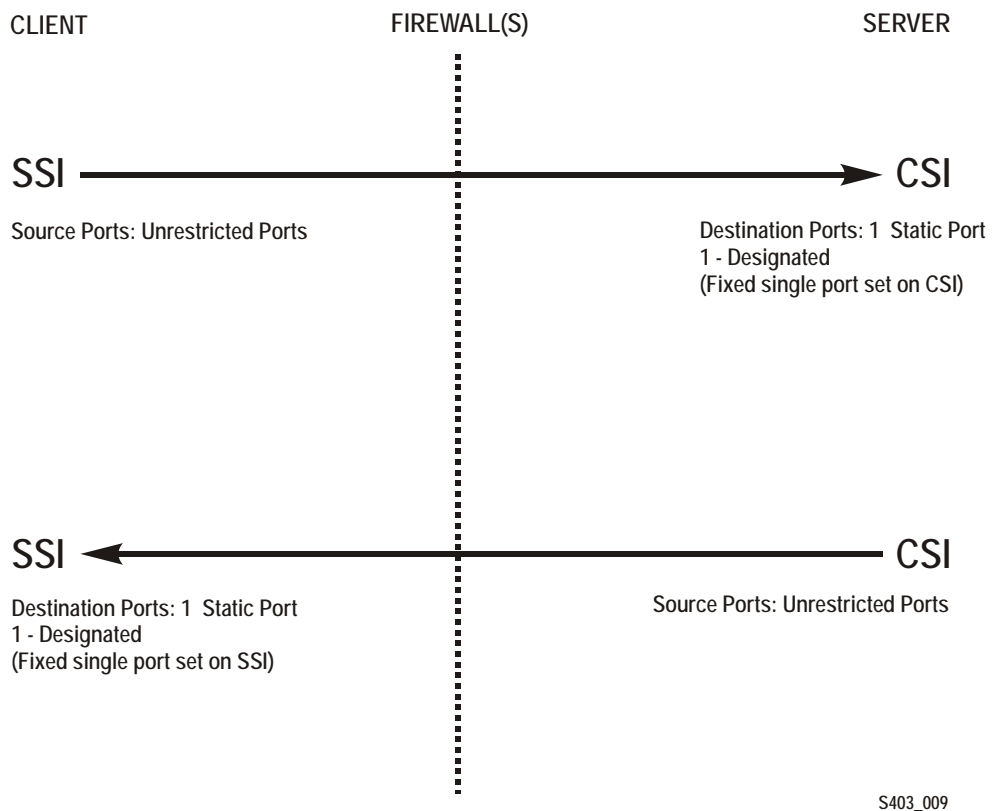 CLIENT
FIREWALL(S)
SERVER
SSI
CSI
Source Ports: Unrestricted Ports
Destination Ports: 1 Static Port
1 - Designated
(Fixed single port set on CSI)
SSI
CSI
Destination Ports: 1 Static Port
1 - Designated
(Fixed single port set on SSI)
Source Ports: Unrestricted Ports
S403_009